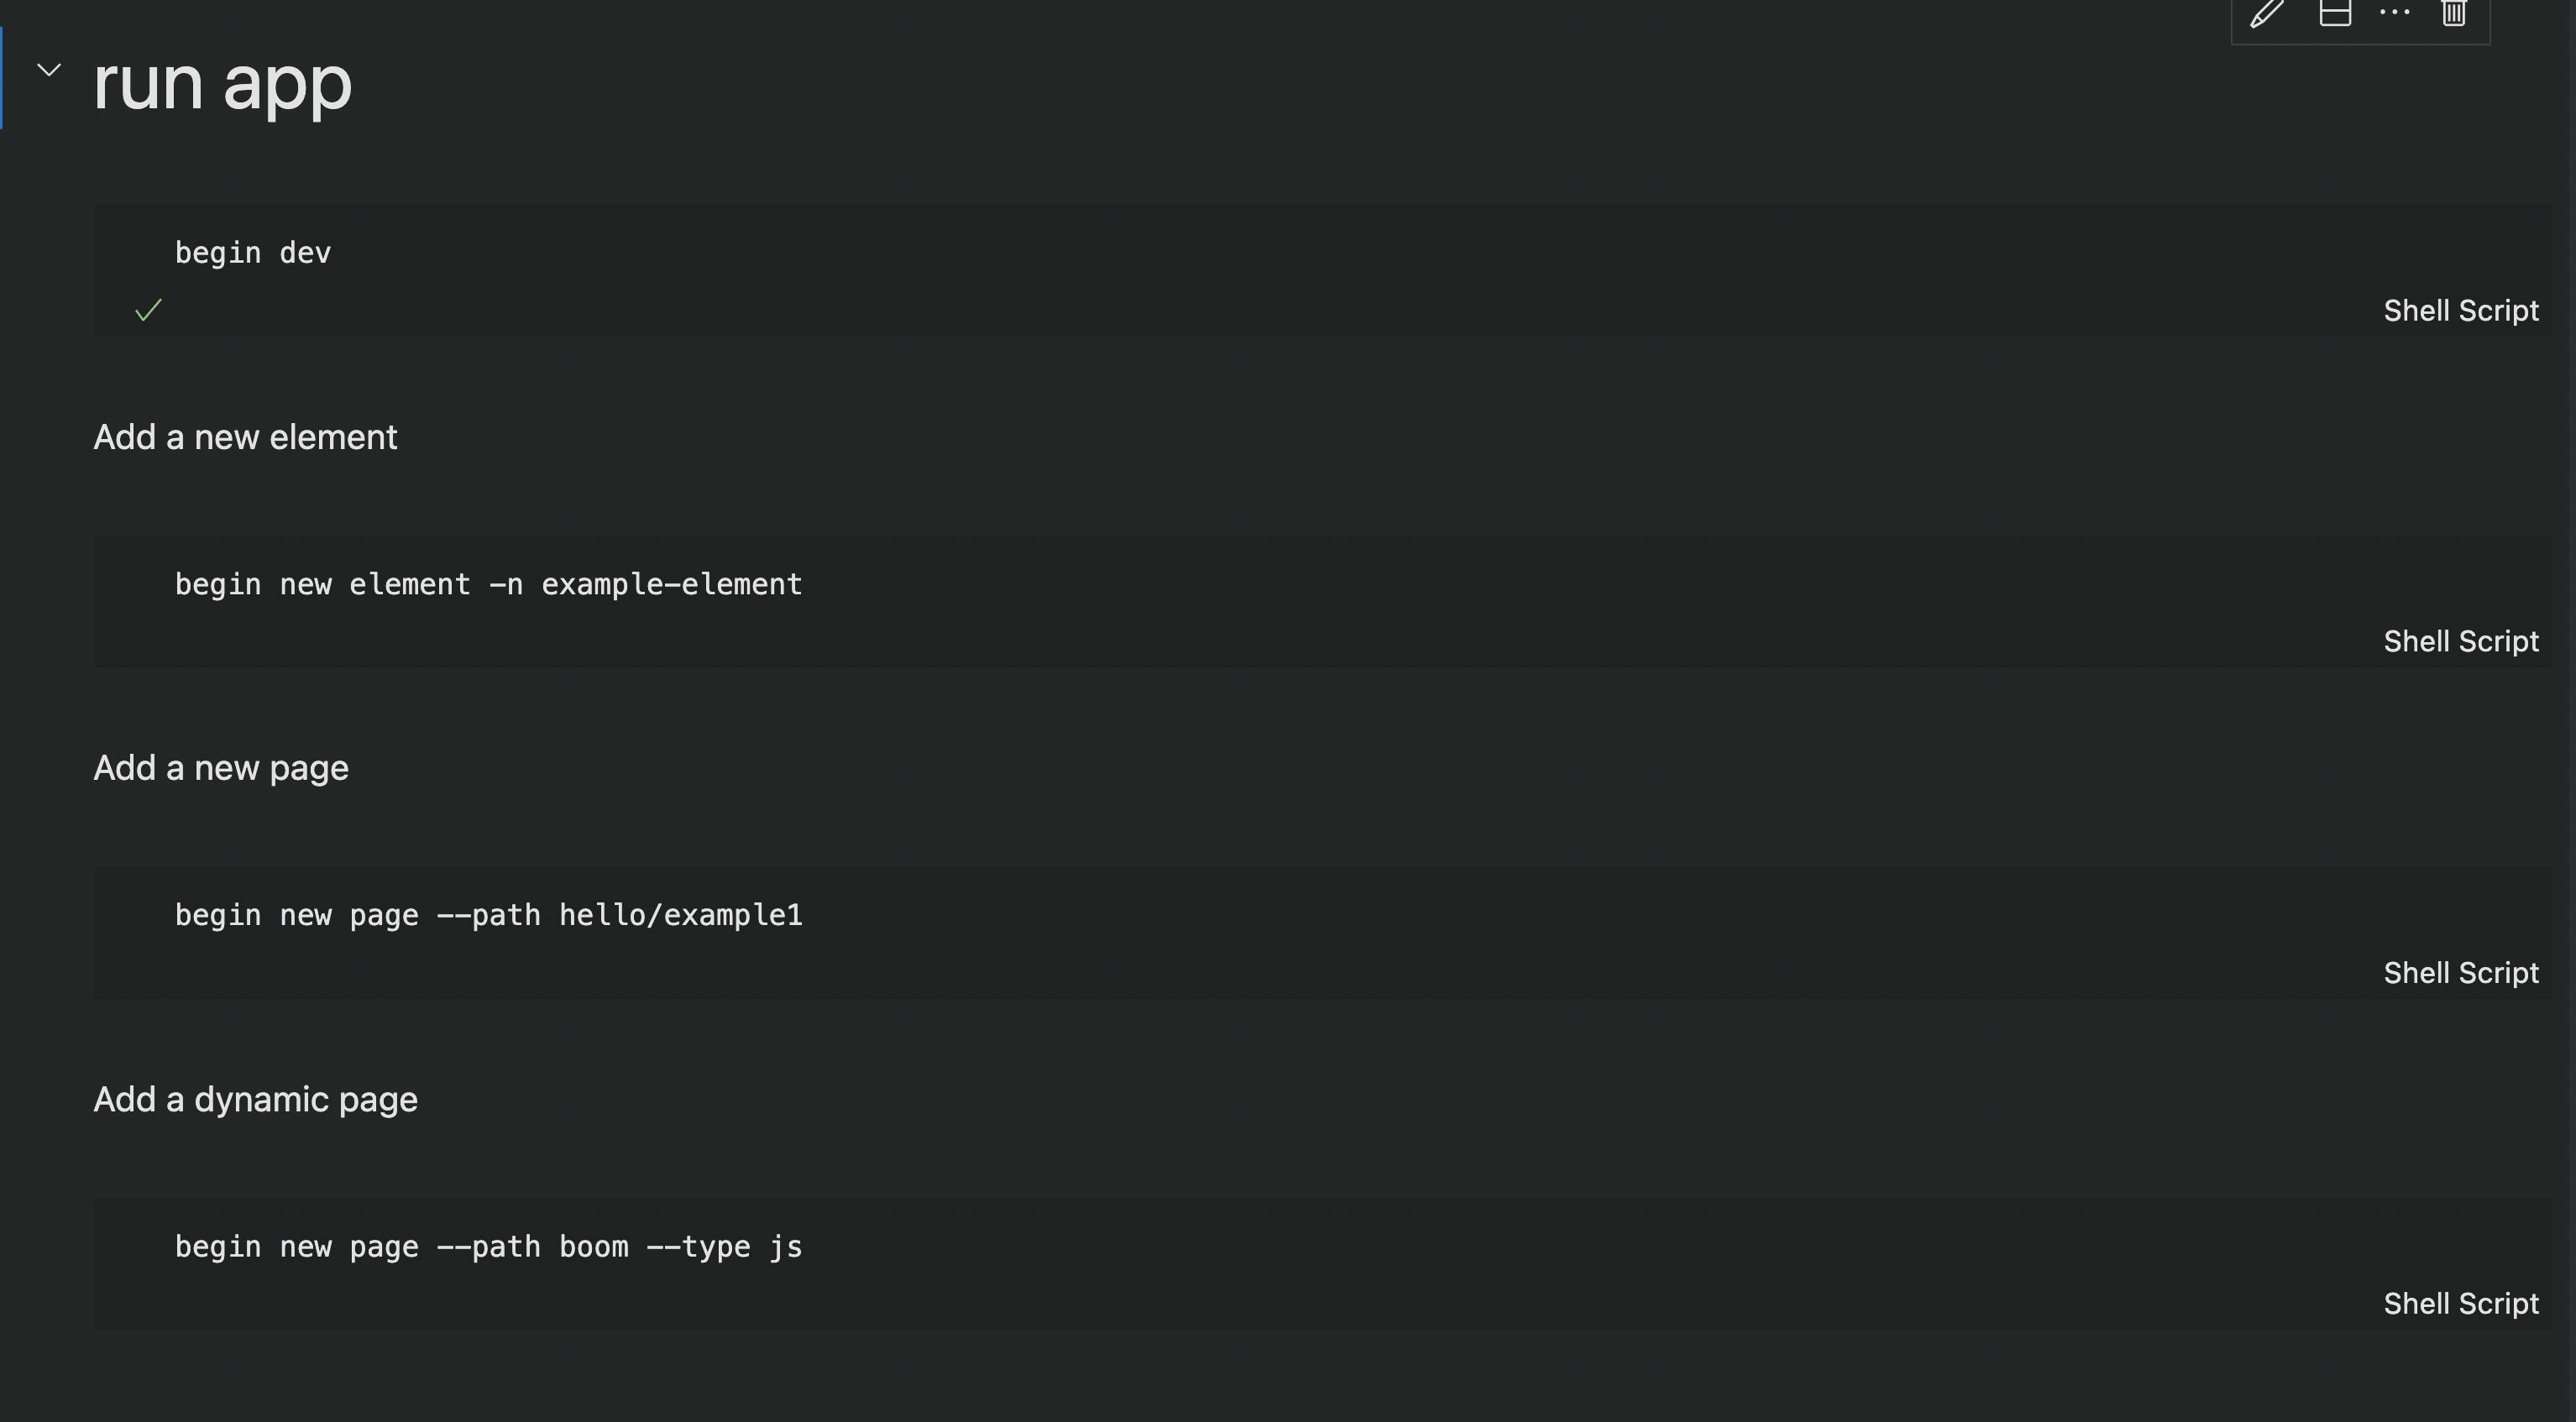 run app
begin dev
Shell Script
Add a new element
begin new element -n example-element
Shell Script
Add a new page
begin new page --path hello/example1
Shell Script
Add a dynamic page
begin new page --path boom --type js
Shell Script